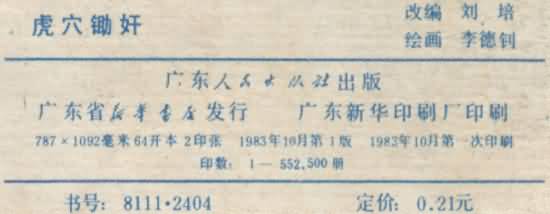 虎穴锄奸
改编 刘培
绘画 李德钊
广东人民出版社出版
广东省新华书店发行 广东新华印刷厂印刷
787×1092毫米64开本 2印张 1983年10月第1版 1983年10月第一次印刷
印数：1—552,500册
书号：8111·2404 定价：0.21元